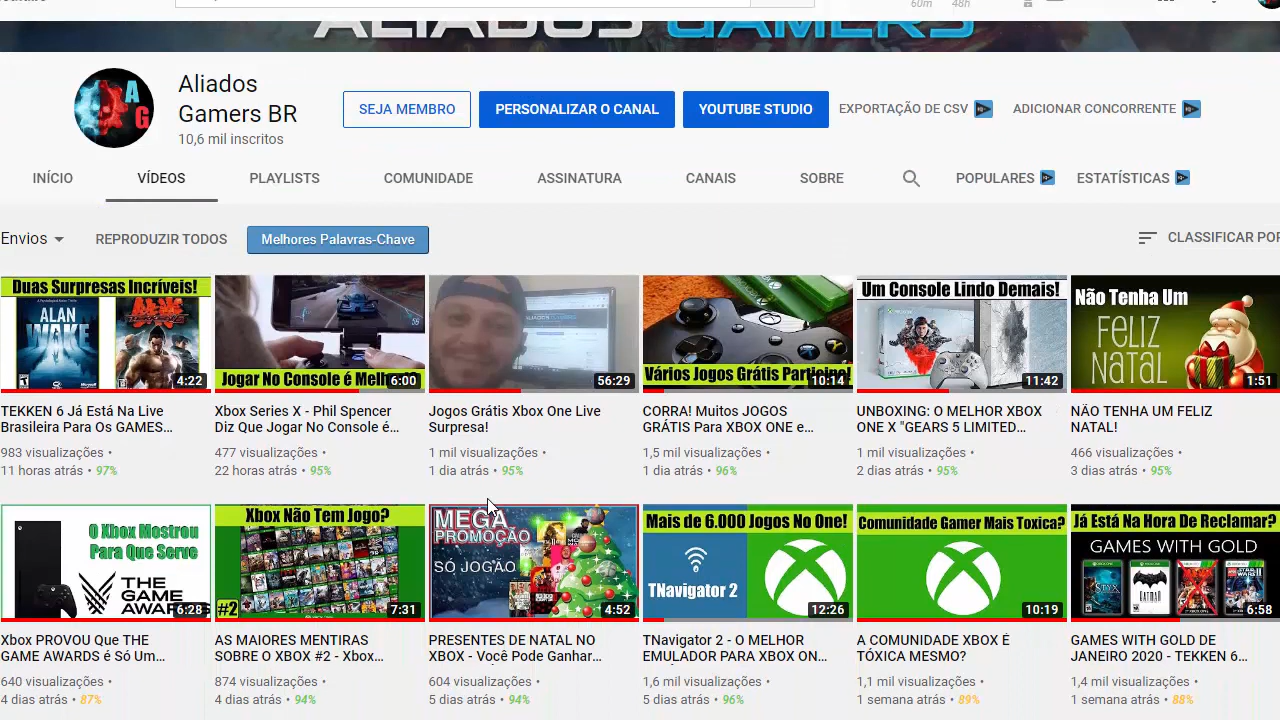 ALIADOS GAMERS
60m 48h
Aliados
Gamers BR
10,6 mil inscritos
SEJA MEMBRO
PERSONALIZAR O CANAL
YOUTUBE STUDIO
EXPORTAÇÃO DE CSV
ADICIONAR CONCORRENTE
A
G
INÍCIO
VÍDEOS
PLAYLISTS
COMUNIDADE
ASSINATURA
CANAIS
SOBRE
POPULARES
ESTATÍSTICAS
Envios
REPRODUZIR TODOS
Melhores Palavras-Chave
CLASSIFICAR POR
Duas Surpresas Incríveis!
ALAN
WAKE
4:22
TEKKEN 6 Já Está Na Live
Brasileira Para Os GAMES...
983 visualizações •
11 horas atrás • 97%
Jogar No Console é
6:00
Xbox Series X - Phil Spencer
Diz Que Jogar No Console é...
477 visualizações •
22 horas atrás • 95%
56:29
Jogos Grátis Xbox One Live
Surpresa!
1 mil visualizações •
1 dia atrás • 95%
Vários Jogos Grátis
10:14
CORRA! Muitos JOGOS
GRÁTIS Para XBOX ONE e...
1,5 mil visualizações •
1 dia atrás • 96%
Um Console Lindo Demais!
11:42
UNBOXING: O MELHOR XBOX
ONE X "GEARS 5 LIMITED...
1 mil visualizações •
2 dias atrás • 95%
Não Tenha Um
FELIZ
NATAL
1:51
NÃO TENHA UM FELIZ
NATAL!
466 visualizações •
3 dias atrás • 95%
O Xbox Mostrou
Para Que Serve
THE
GAME
6:28
Xbox PROVOU Que THE
GAME AWARDS é Só Um...
640 visualizações •
4 dias atrás • 87%
Xbox Não Tem Jogo?
#2
7:31
AS MAIORES MENTIRAS
SOBRE O XBOX #2 - Xbox...
874 visualizações •
4 dias atrás • 94%
MEGA
PROMOÇÃO
SÓ JOGÃO
4:52
PRESENTES DE NATAL NO
XBOX - Você Pode Ganhar...
604 visualizações •
5 dias atrás • 94%
Mais de 6.000 Jogos No One!
TNavigator 2
12:26
TNavigator 2 - O MELHOR
EMULADOR PARA XBOX ON...
1,6 mil visualizações •
5 dias atrás • 96%
Comunidade Gamer Mais Toxica?
10:19
A COMUNIDADE XBOX É
TÓXICA MESMO?
1,1 mil visualizações •
1 semana atrás • 89%
Já Está Na Hora De Reclamar?
GAMES WITH GOLD
6:58
GAMES WITH GOLD DE
JANEIRO 2020 - TEKKEN 6...
1,4 mil visualizações •
1 semana atrás • 88%